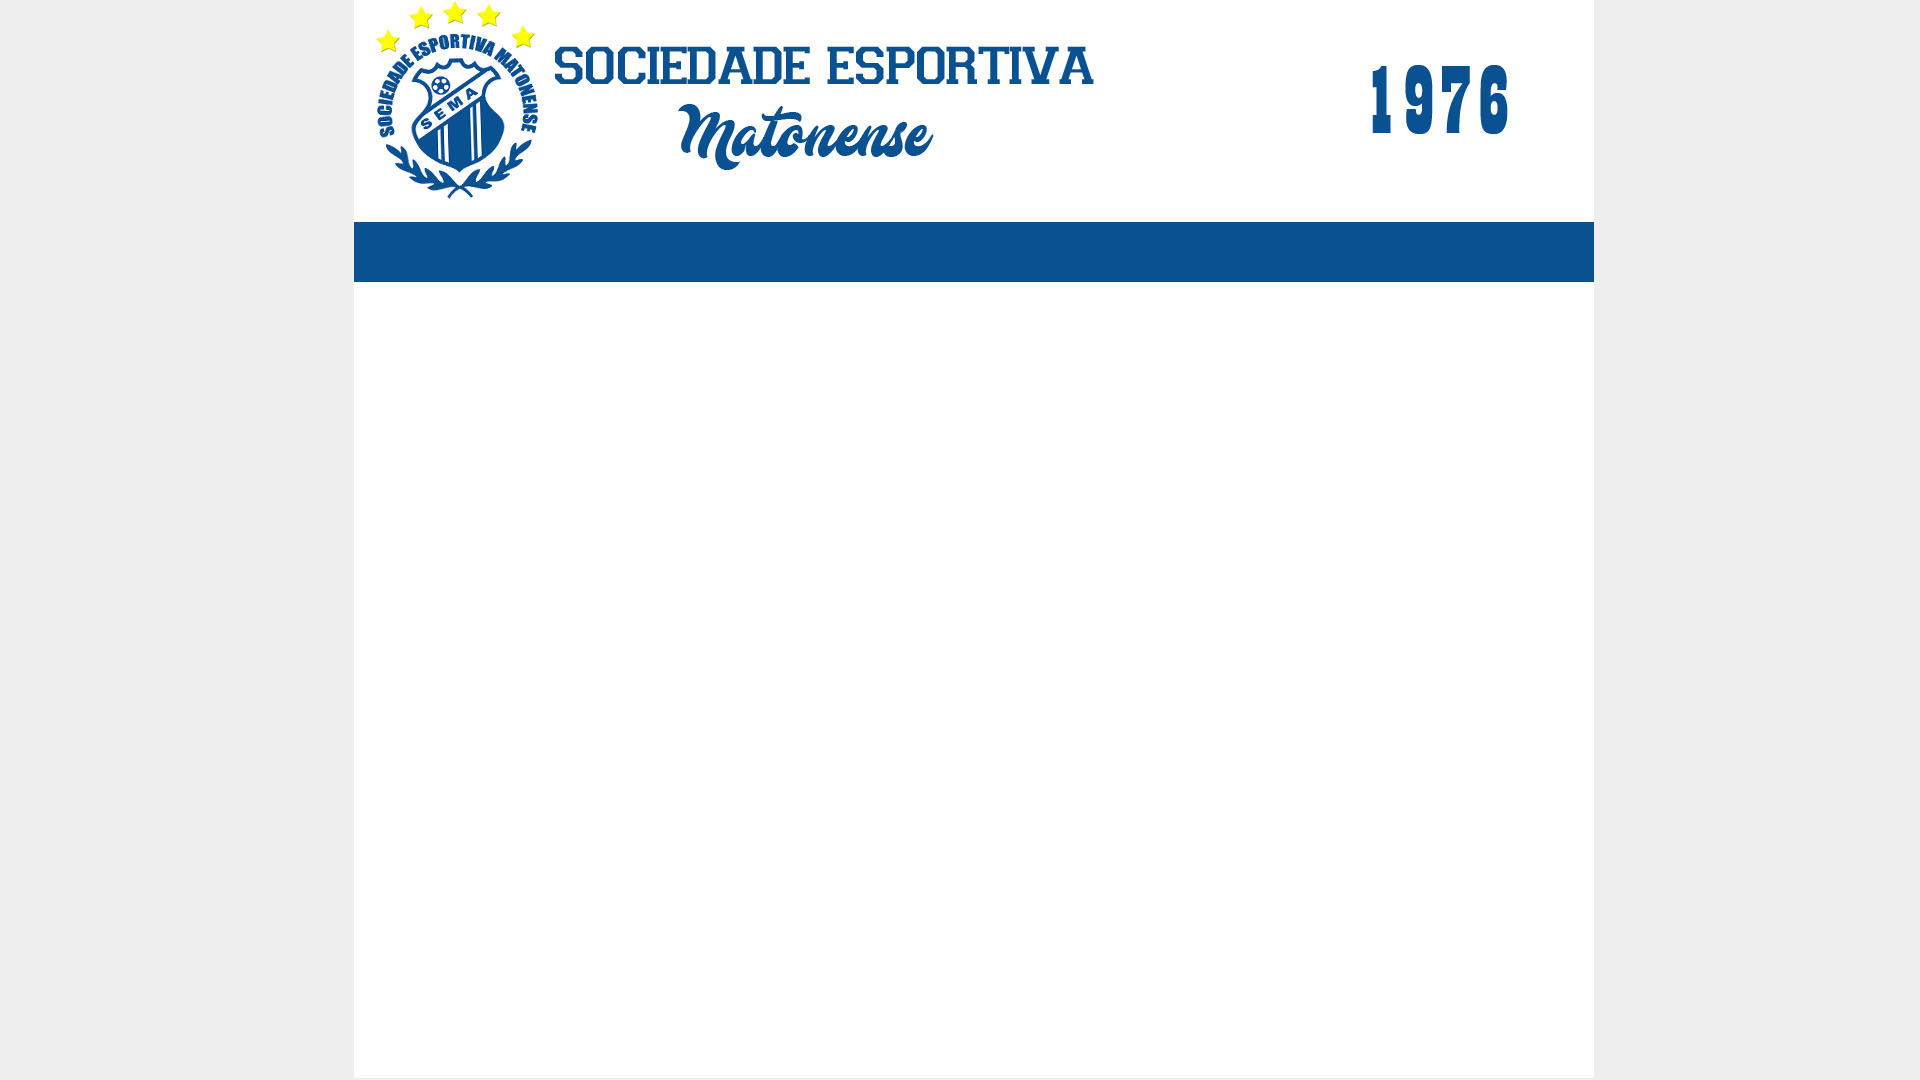 SOCIEDADE ESPORTIVA MATONENSE
SEMA
SOCIEDADE ESPORTIVA
Matonense
1976